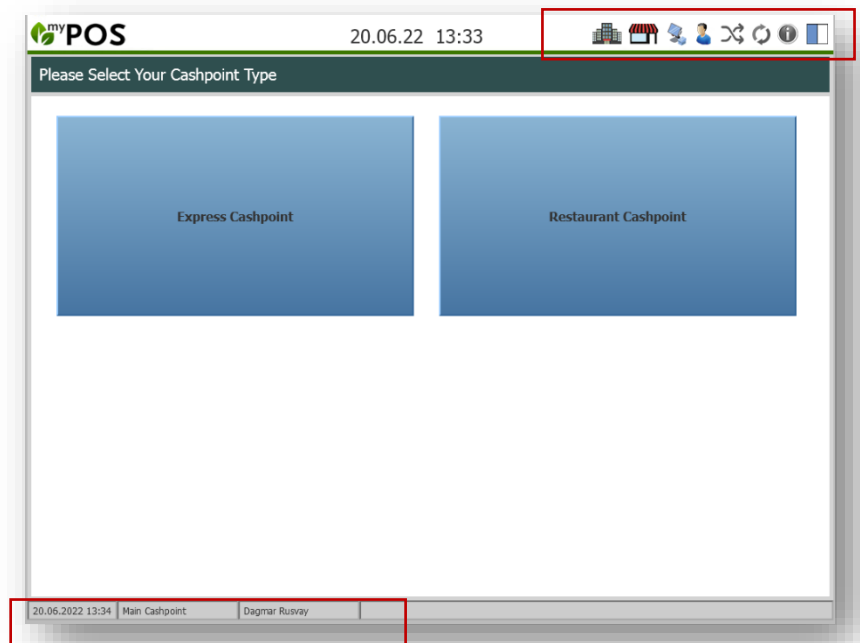 myPOS 20.06.22 13:33
Please Select Your Cashpoint Type
Express Cashpoint Restaurant Cashpoint
20.06.2022 13:34 Main Cashpoint Dagmar Rusvay